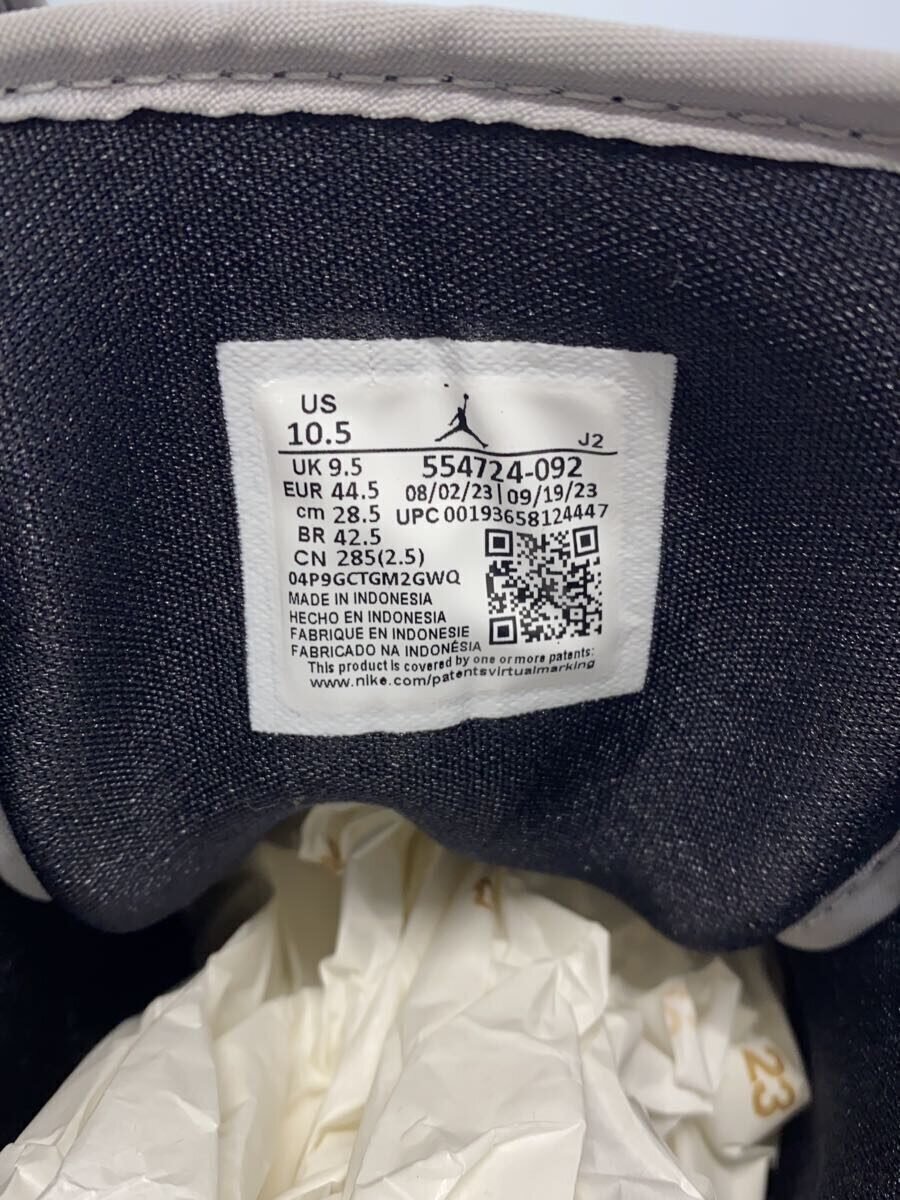 US
10.5
J2
UK 9.5
554724-092
EUR 44.5
08/02/23 | 09/19/23
cm 28.5
UPC 00193658124447
BR 42.5
CN 285(2.5)
04P9GCTGM2GWQ
MADE IN INDONESIA
HECHO EN INDONESIA
FABRIQUE EN INDONESIE
FABRICADO NA INDONÉSIA
This product is covered by one or more patents:
www.nike.com/patentsvirtualmarking
23